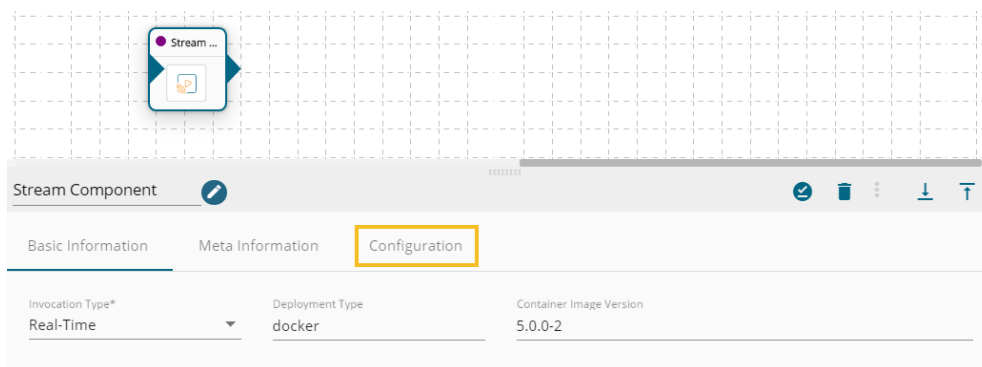 Stream ...
Stream Component
Basic Information
Meta Information
Configuration
Invocation Type*
Deployment Type
Container Image Version
Real-Time
docker
5.0.0-2